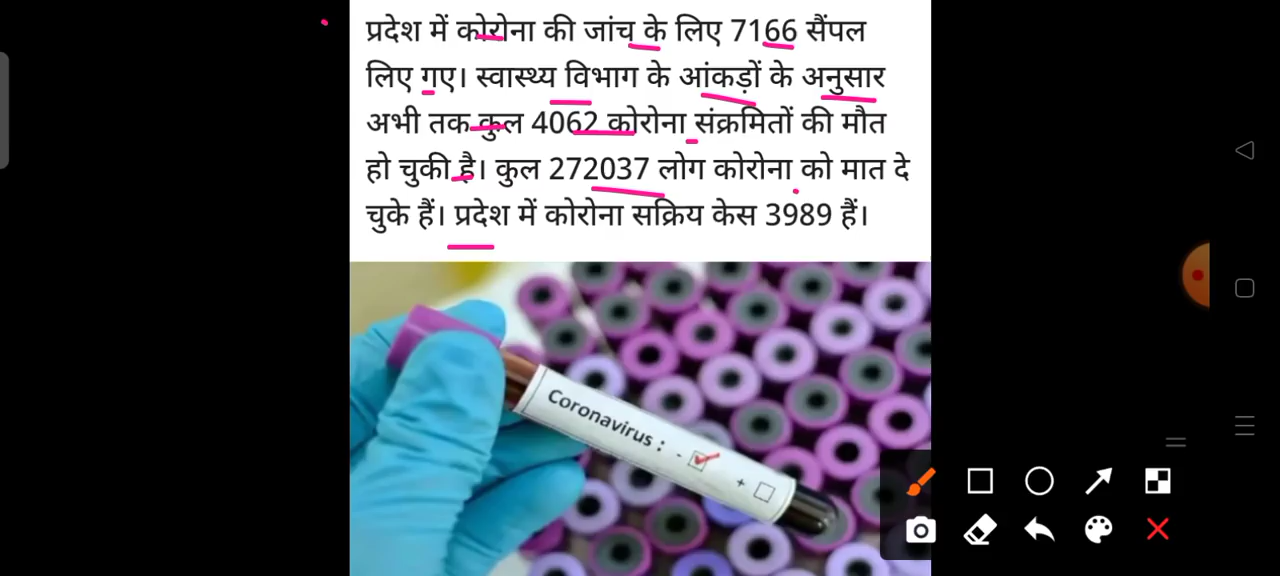 प्रदेश में कोरोना की जांच के लिए 7166 सैंपल
लिए गए। स्वास्थ्य विभाग के आंकड़ों के अनुसार
अभी तक कुल 4062 कोरोना संक्रमितों की मौत
हो चुकी है। कुल 272037 लोग कोरोना को मात दे
चुके हैं। प्रदेश में कोरोना सक्रिय केस 3989 हैं।
Coronavirus : -
+